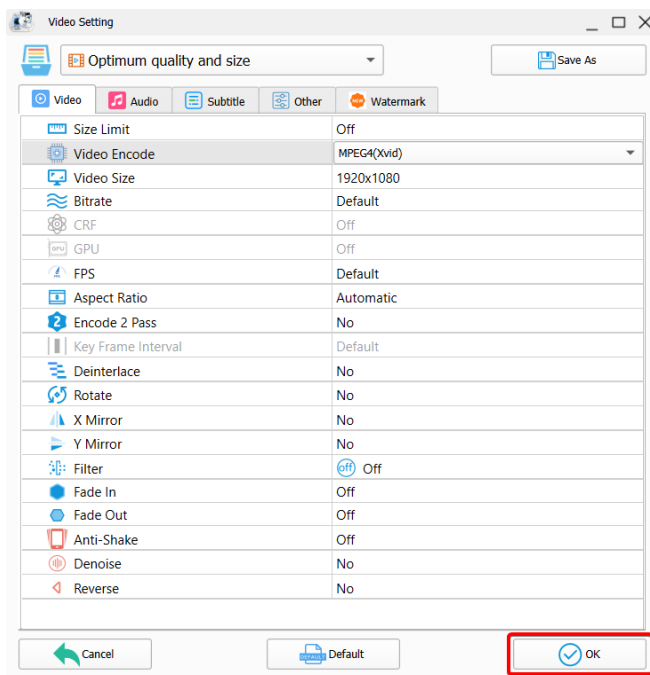 Video Setting
Optimum quality and size
Save As
Video Audio Subtitle Other NEW Watermark
Size Limit Off
Video Encode MPEG4(Xvid)
Video Size 1920x1080
Bitrate Default
CRF Off
GPU GPU Off
FPS Default
Aspect Ratio Automatic
2 Encode 2 Pass No
Key Frame Interval Default
Deinterlace No
Rotate No
X Mirror No
Y Mirror No
Filter off Off
Fade In Off
Fade Out Off
Anti-Shake Off
Denoise No
Reverse No
Cancel DEFAULT Default OK